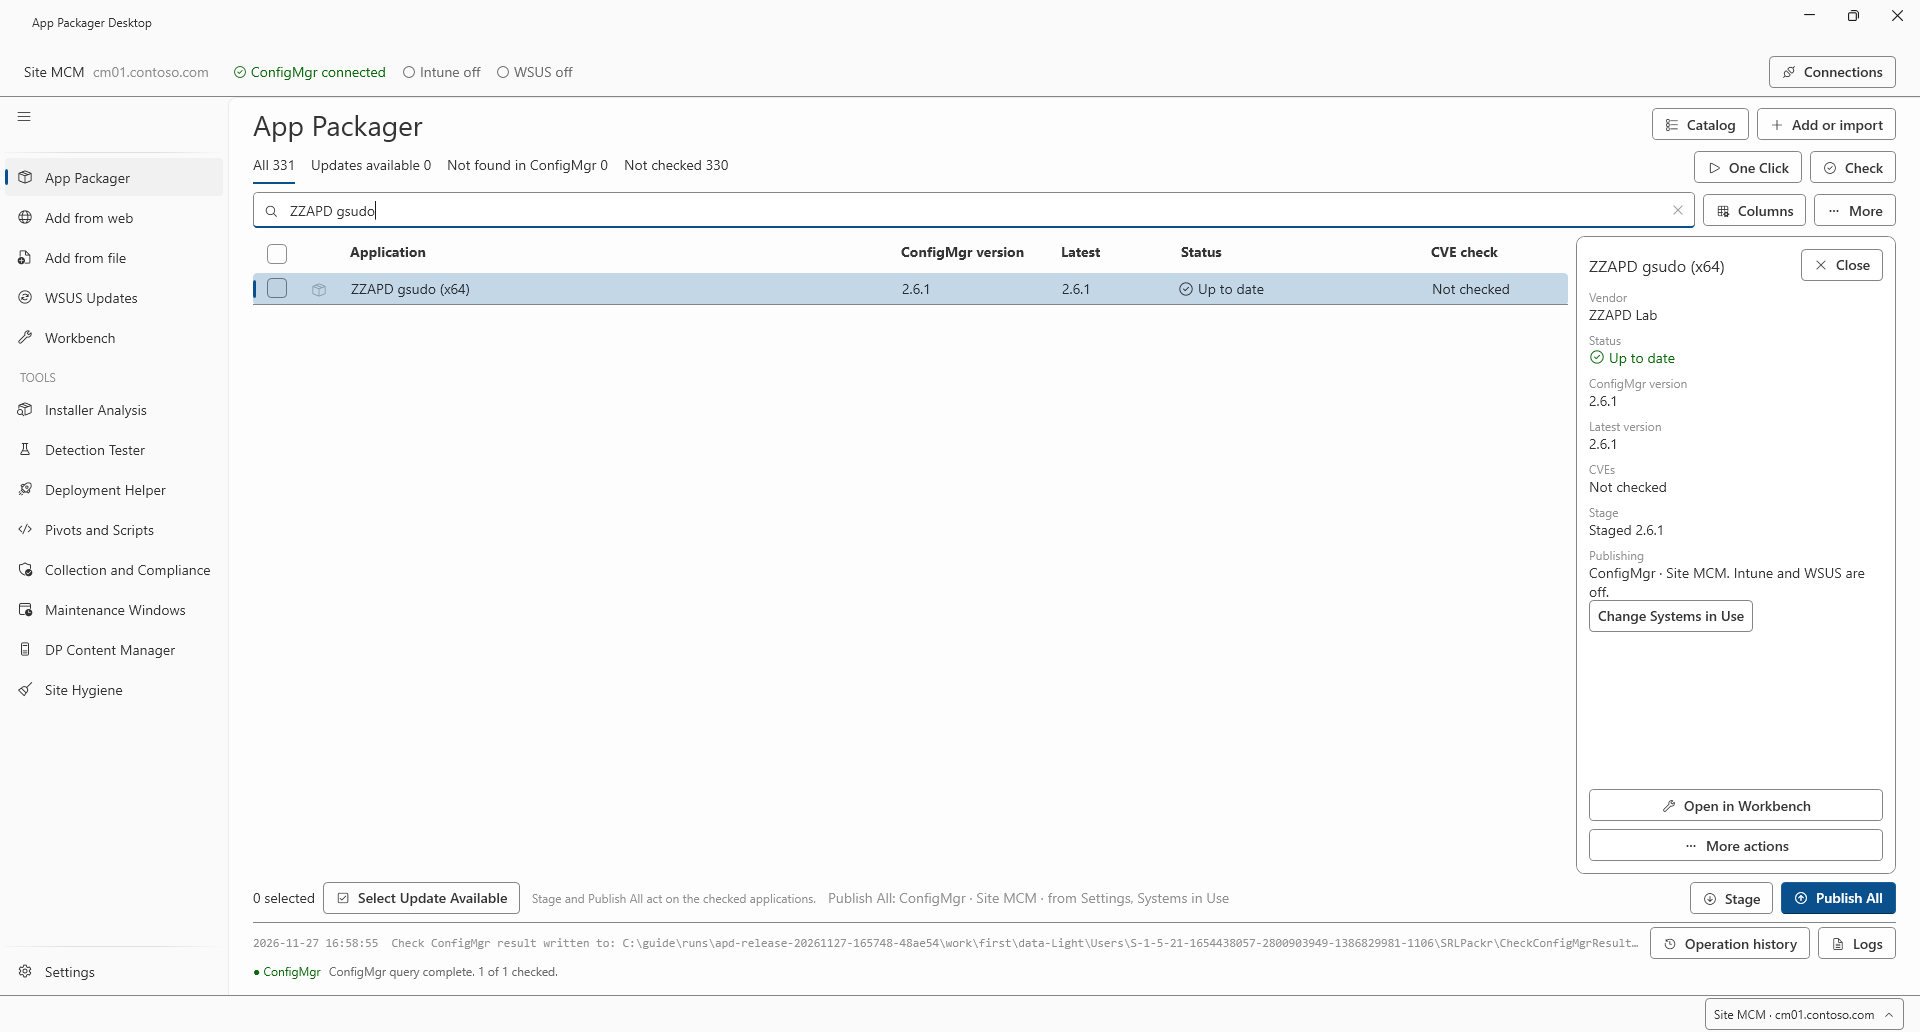 App Packager Desktop
Site MCM cm01.contoso.com ConfigMgr connected Intune off WSUS off Connections
App Packager
Add from web
Add from file
WSUS Updates
Workbench
TOOLS
Installer Analysis
Detection Tester
Deployment Helper
Pivots and Scripts
Collection and Compliance
Maintenance Windows
DP Content Manager
Site Hygiene
Settings
App Packager
Catalog Add or import
All 331 Updates available 0 Not found in ConfigMgr 0 Not checked 330
One Click Check
ZZAPD gsudo
Columns More
Application ConfigMgr version Latest Status CVE check
ZZAPD gsudo (x64) 2.6.1 2.6.1 Up to date Not checked
ZZAPD gsudo (x64) Close
Vendor
ZZAPD Lab
Status
Up to date
ConfigMgr version
2.6.1
Latest version
2.6.1
CVEs
Not checked
Stage
Staged 2.6.1
Publishing
ConfigMgr · Site MCM. Intune and WSUS are
off.
Change Systems in Use
Open in Workbench
More actions
0 selected Select Update Available Stage and Publish All act on the checked applications. Publish All: ConfigMgr · Site MCM · from Settings, Systems in Use Stage Publish All
2026-11-27 16:58:55 Check ConfigMgr result written to: C:\guide\runs\apd-release-20261127-165748-48ae54\work\first\data-Light\Users\S-1-5-21-1654438057-2800903949-1386829981-1106\SRLPackr\CheckConfigMgrResult… Operation history Logs
ConfigMgr ConfigMgr query complete. 1 of 1 checked.
Site MCM · cm01.contoso.com